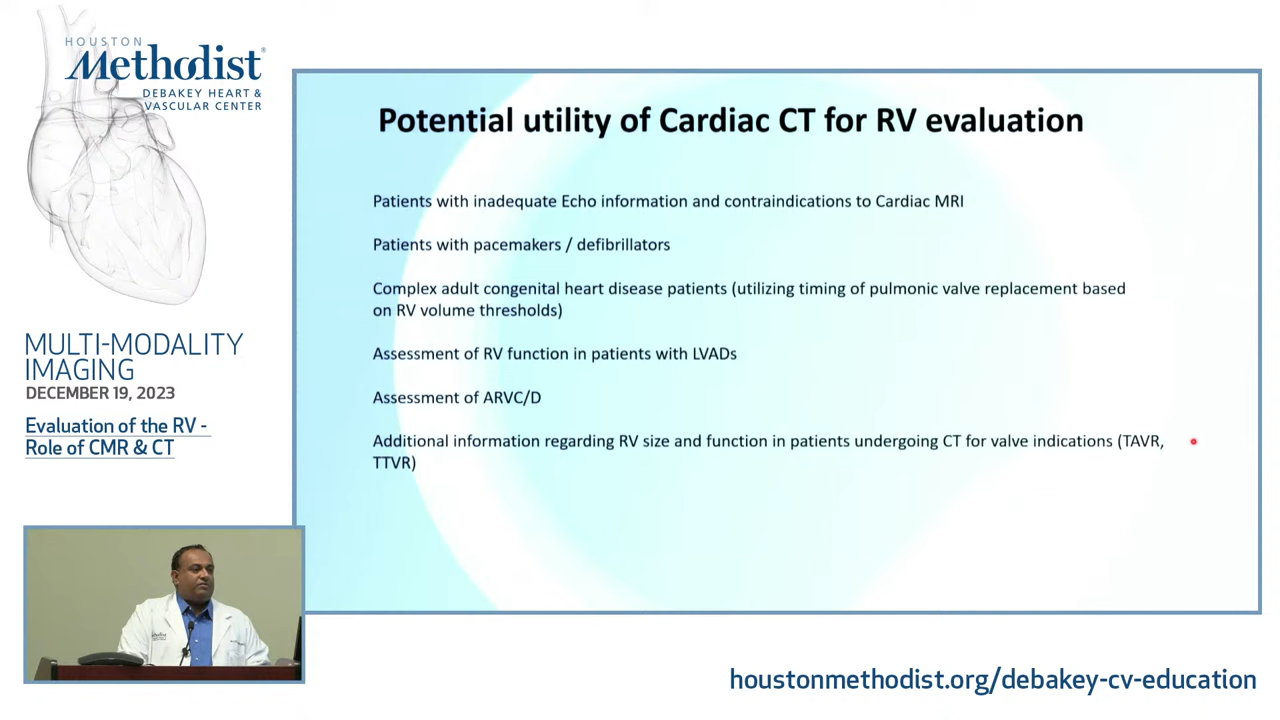 HOUSTON
Methodist®
DEBAKEY HEART &
VASCULAR CENTER
MULTI-MODALITY
IMAGING
DECEMBER 19, 2023
Evaluation of the RV -
Role of CMR & CT
Potential utility of Cardiac CT for RV evaluation
Patients with inadequate Echo information and contraindications to Cardiac MRI
Patients with pacemakers / defibrillators
Complex adult congenital heart disease patients (utilizing timing of pulmonic valve replacement based
on RV volume thresholds)
Assessment of RV function in patients with LVADs
Assessment of ARVC/D
Additional information regarding RV size and function in patients undergoing CT for valve indications (TAVR,
TTVR)
houstonmethodist.org/debakey-cv-education